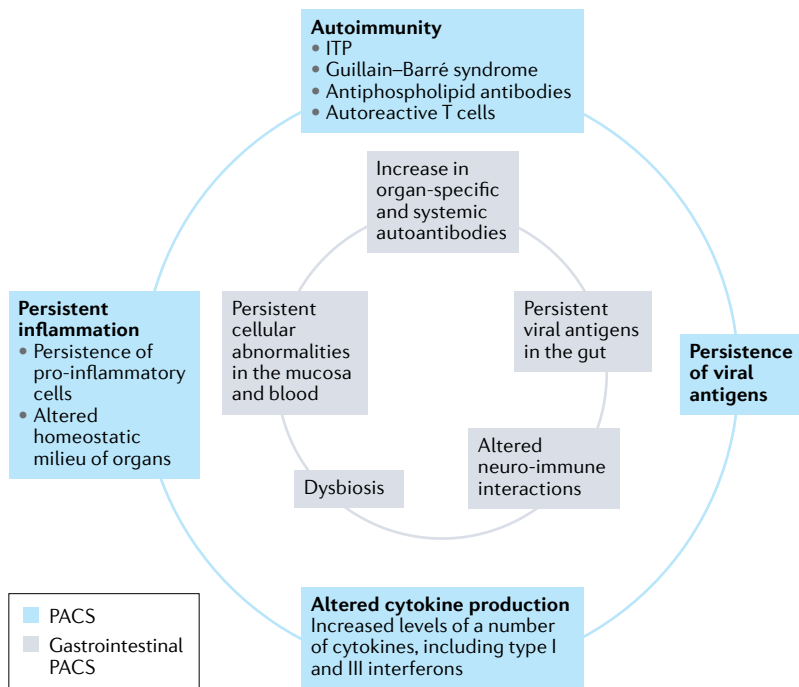 Autoimmunity
• ITP
• Guillain–Barré syndrome
• Antiphospholipid antibodies
• Autoreactive T cells
Increase in
organ-specific
and systemic
autoantibodies
Persistent
inflammation
• Persistence of
pro-inflammatory
cells
• Altered
homeostatic
milieu of organs
Persistent
cellular
abnormalities
in the mucosa
and blood
Persistent
viral antigens
in the gut
Persistence
of viral
antigens
Dysbiosis
Altered
neuro-immune
interactions
Altered cytokine production
Increased levels of a number
of cytokines, including type I
and III interferons
PACS
Gastrointestinal
PACS